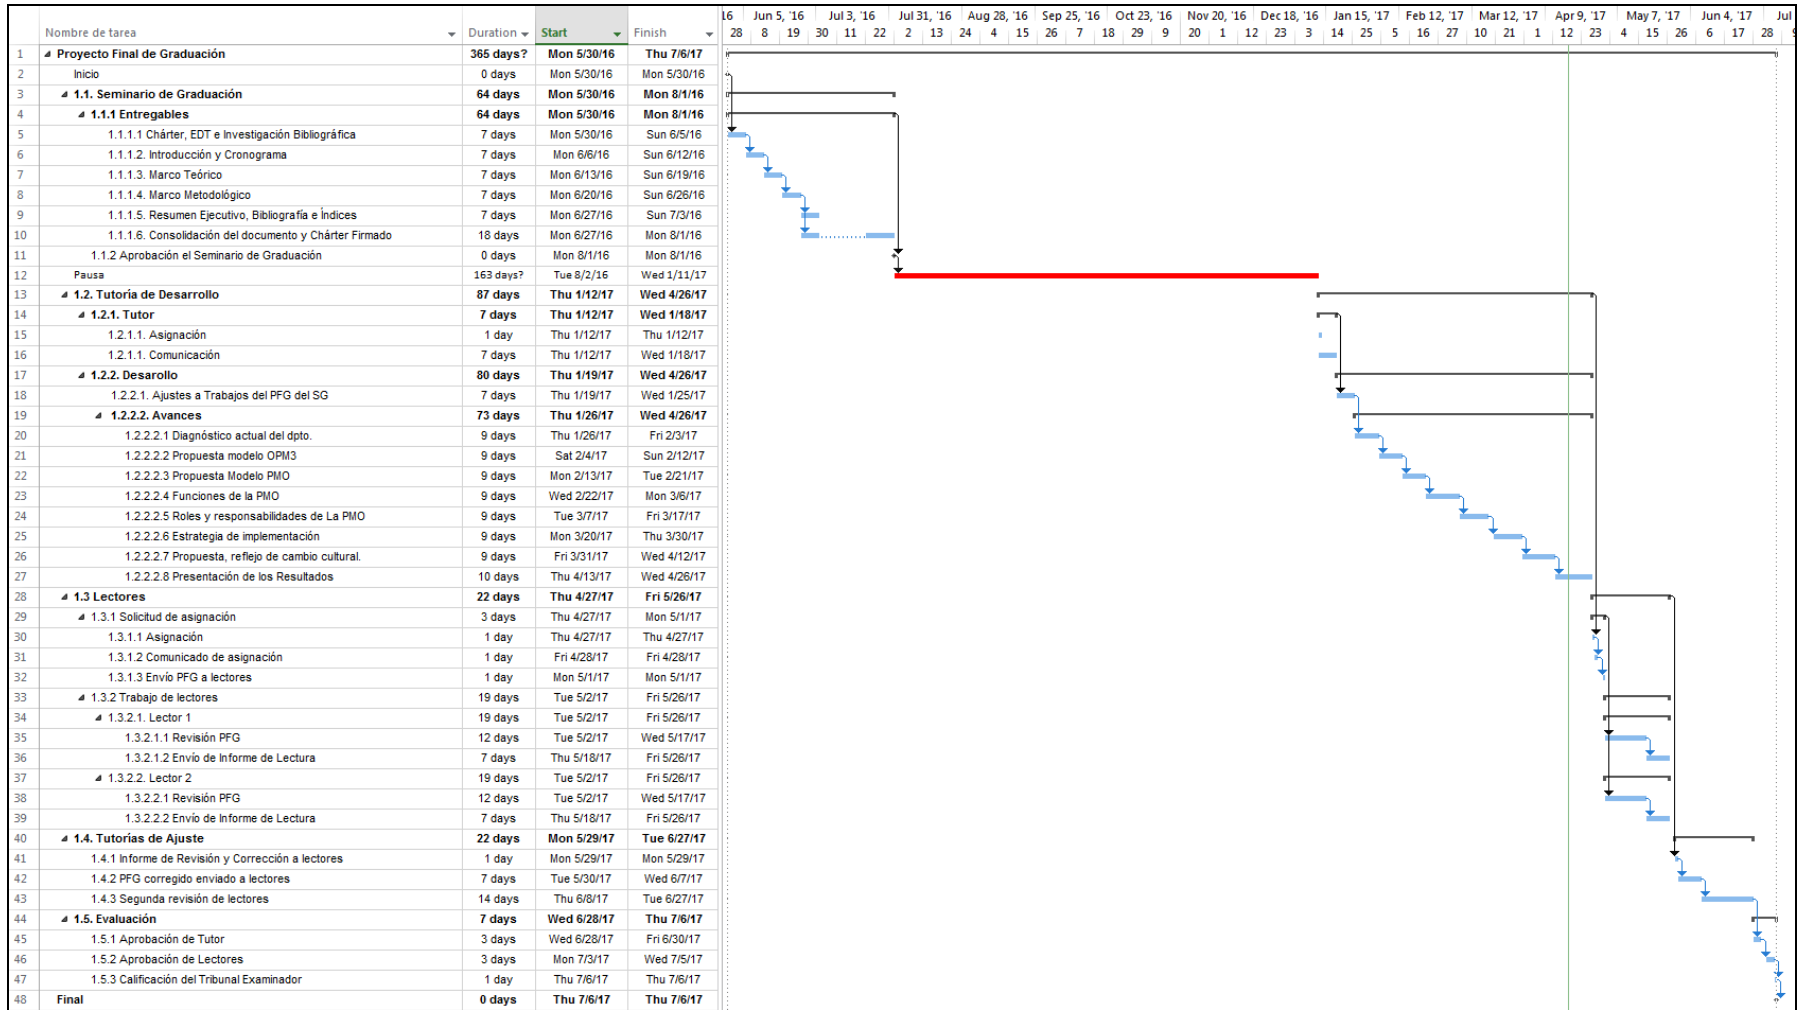 16 Jun 5, '16 Jul 3, '16 Jul 31, '16 Aug 28, '16 Sep 25, '16 Oct 23, '16 Nov 20, '16 Dec 18, '16 Jan 15, '17 Feb 12, '17 Mar 12, '17 Apr 9, '17 May 7, '17 Jun 4, '17 Jul
Nombre de tarea Duration Start Finish 28 8 19 30 11 22 2 13 24 4 15 26 7 18 29 9 20 1 12 23 3 14 25 5 16 27 10 21 1 12 23 4 15 26 6 17 28 9
1 Proyecto Final de Graduación 365 days? Mon 5/30/16 Thu 7/6/17
2 Inicio 0 days Mon 5/30/16 Mon 5/30/16
3 1.1. Seminario de Graduación 64 days Mon 5/30/16 Mon 8/1/16
4 1.1.1 Entregables 64 days Mon 5/30/16 Mon 8/1/16
5 1.1.1.1 Chárter, EDT e Investigación Bibliográfica 7 days Mon 5/30/16 Sun 6/5/16
6 1.1.1.2. Introducción y Cronograma 7 days Mon 6/6/16 Sun 6/12/16
7 1.1.1.3. Marco Teórico 7 days Mon 6/13/16 Sun 6/19/16
8 1.1.1.4. Marco Metodológico 7 days Mon 6/20/16 Sun 6/26/16
9 1.1.1.5. Resumen Ejecutivo, Bibliografía e Índices 7 days Mon 6/27/16 Sun 7/3/16
10 1.1.1.6. Consolidación del documento y Chárter Firmado 18 days Mon 6/27/16 Mon 8/1/16
11 1.1.2 Aprobación el Seminario de Graduación 0 days Mon 8/1/16 Mon 8/1/16
12 Pausa 163 days? Tue 8/2/16 Wed 1/11/17
13 1.2. Tutoría de Desarrollo 87 days Thu 1/12/17 Wed 4/26/17
14 1.2.1. Tutor 7 days Thu 1/12/17 Wed 1/18/17
15 1.2.1.1. Asignación 1 day Thu 1/12/17 Thu 1/12/17
16 1.2.1.1. Comunicación 7 days Thu 1/12/17 Wed 1/18/17
17 1.2.2. Desarollo 80 days Thu 1/19/17 Wed 4/26/17
18 1.2.2.1. Ajustes a Trabajos del PFG del SG 7 days Thu 1/19/17 Wed 1/25/17
19 1.2.2.2. Avances 73 days Thu 1/26/17 Wed 4/26/17
20 1.2.2.2.1 Diagnóstico actual del dpto. 9 days Thu 1/26/17 Fri 2/3/17
21 1.2.2.2.2 Propuesta modelo OPM3 9 days Sat 2/4/17 Sun 2/12/17
22 1.2.2.2.3 Propuesta Modelo PMO 9 days Mon 2/13/17 Tue 2/21/17
23 1.2.2.2.4 Funciones de la PMO 9 days Wed 2/22/17 Mon 3/6/17
24 1.2.2.2.5 Roles y responsabilidades de La PMO 9 days Tue 3/7/17 Fri 3/17/17
25 1.2.2.2.6 Estrategia de implementación 9 days Mon 3/20/17 Thu 3/30/17
26 1.2.2.2.7 Propuesta, reflejo de cambio cultural. 9 days Fri 3/31/17 Wed 4/12/17
27 1.2.2.2.8 Presentación de los Resultados 10 days Thu 4/13/17 Wed 4/26/17
28 1.3 Lectores 22 days Thu 4/27/17 Fri 5/26/17
29 1.3.1 Solicitud de asignación 3 days Thu 4/27/17 Mon 5/1/17
30 1.3.1.1 Asignación 1 day Thu 4/27/17 Thu 4/27/17
31 1.3.1.2 Comunicado de asignación 1 day Fri 4/28/17 Fri 4/28/17
32 1.3.1.3 Envío PFG a lectores 1 day Mon 5/1/17 Mon 5/1/17
33 1.3.2 Trabajo de lectores 19 days Tue 5/2/17 Fri 5/26/17
34 1.3.2.1. Lector 1 19 days Tue 5/2/17 Fri 5/26/17
35 1.3.2.1.1 Revisión PFG 12 days Tue 5/2/17 Wed 5/17/17
36 1.3.2.1.2 Envío de Informe de Lectura 7 days Thu 5/18/17 Fri 5/26/17
37 1.3.2.2. Lector 2 19 days Tue 5/2/17 Fri 5/26/17
38 1.3.2.2.1 Revisión PFG 12 days Tue 5/2/17 Wed 5/17/17
39 1.3.2.2.2 Envío de Informe de Lectura 7 days Thu 5/18/17 Fri 5/26/17
40 1.4. Tutorías de Ajuste 22 days Mon 5/29/17 Tue 6/27/17
41 1.4.1 Informe de Revisión y Corrección a lectores 1 day Mon 5/29/17 Mon 5/29/17
42 1.4.2 PFG corregido enviado a lectores 7 days Tue 5/30/17 Wed 6/7/17
43 1.4.3 Segunda revisión de lectores 14 days Thu 6/8/17 Tue 6/27/17
44 1.5. Evaluación 7 days Wed 6/28/17 Thu 7/6/17
45 1.5.1 Aprobación de Tutor 3 days Wed 6/28/17 Fri 6/30/17
46 1.5.2 Aprobación de Lectores 3 days Mon 7/3/17 Wed 7/5/17
47 1.5.3 Calificación del Tribunal Examinador 1 day Thu 7/6/17 Thu 7/6/17
48 Final 0 days Thu 7/6/17 Thu 7/6/17